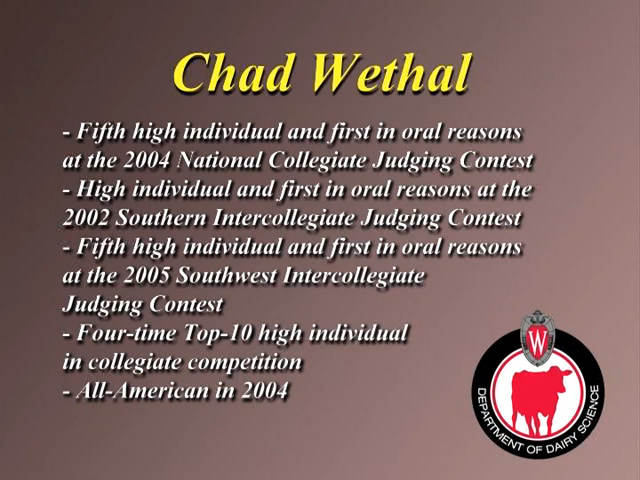 Chad Wethal
- Fifth high individual and first in oral reasons
at the 2004 National Collegiate Judging Contest
- High individual and first in oral reasons at the
2002 Southern Intercollegiate Judging Contest
- Fifth high individual and first in oral reasons
at the 2005 Southwest Intercollegiate
Judging Contest
- Four-time Top-10 high individual
in collegiate competition
- All-American in 2004
W
DEPARTMENT OF DAIRY SCIENCE